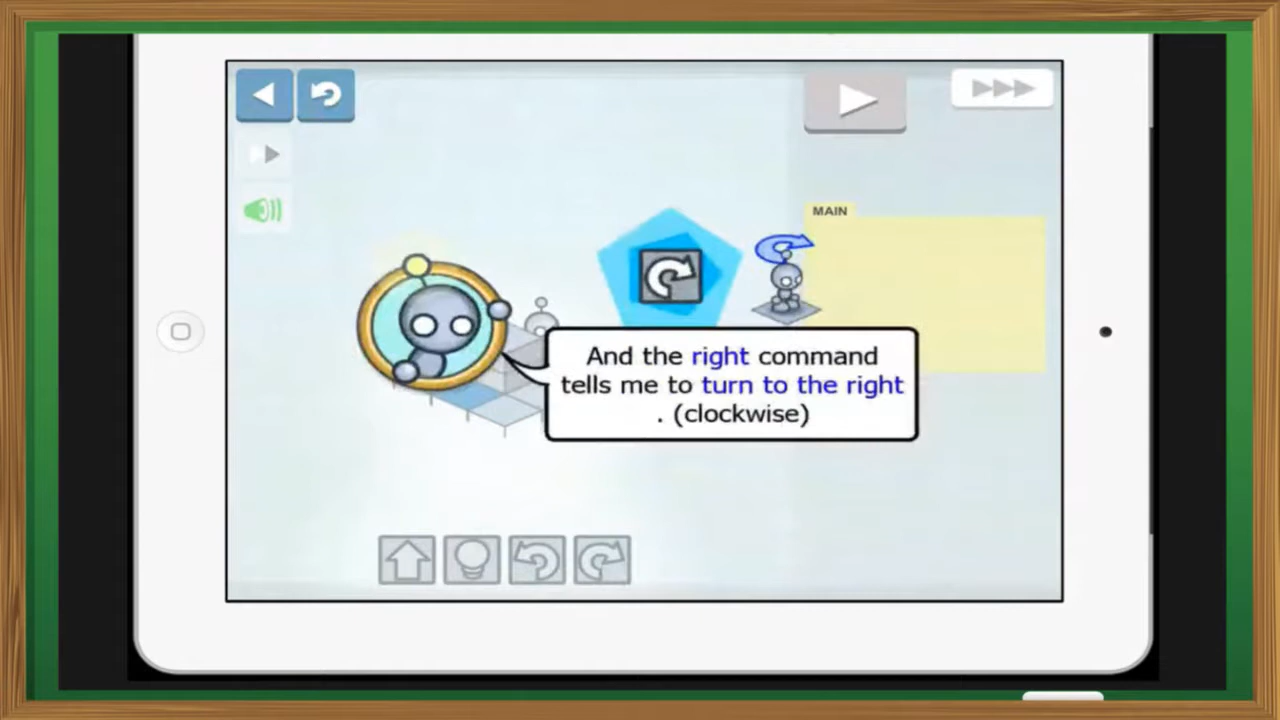 MAIN
And the right command
tells me to turn to the right
. (clockwise)